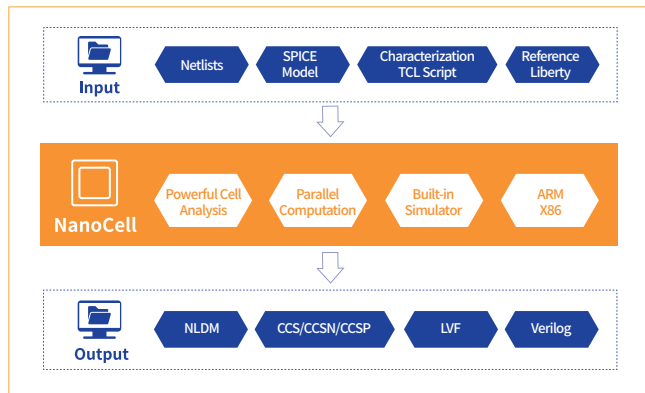 Input
Netlists
SPICE
Model
Characterization
TCL Script
Reference
Liberty
NanoCell
Powerful Cell
Analysis
Parallel
Computation
Built-in
Simulator
ARM
X86
Output
NLDM
CCS/CCSN/CCSP
LVF
Verilog